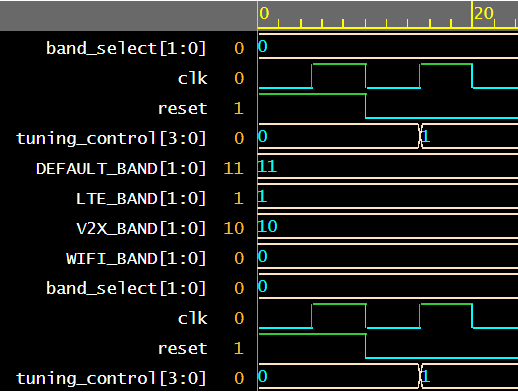 0 20
band_select[1:0] 0 0
clk 0
reset 1
tuning_control[3:0] 0 0 1
DEFAULT_BAND[1:0] 11 11
LTE_BAND[1:0] 1 1
V2X_BAND[1:0] 10 10
WIFI_BAND[1:0] 0 0
band_select[1:0] 0 0
clk 0
reset 1
tuning_control[3:0] 0 0 1